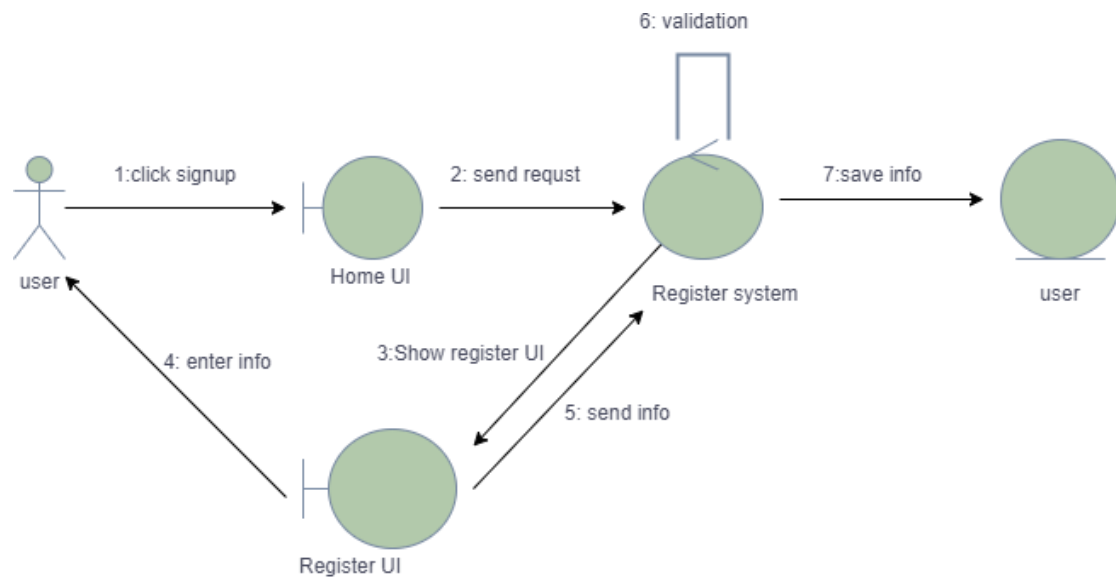 6: validation
1:click signup
2: send requst
7:save info
user
Home UI
Register system
user
3:Show register UI
4: enter info
5: send info
Register UI